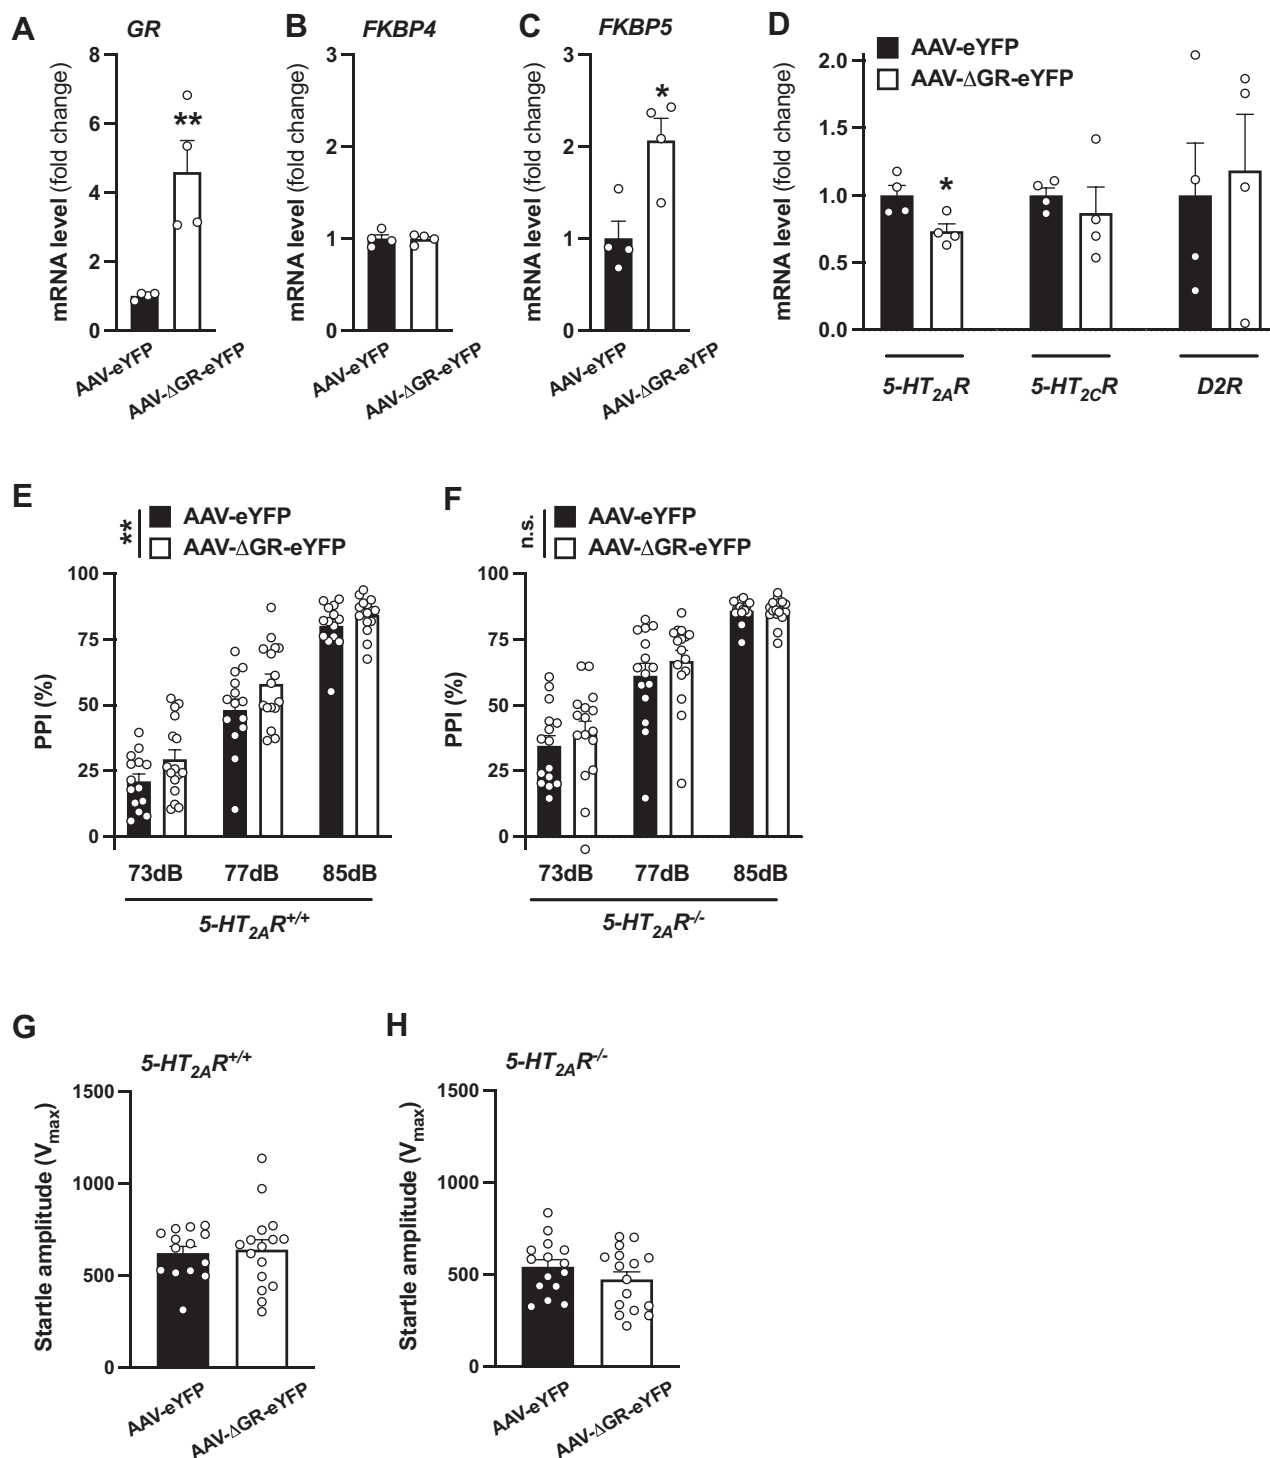 A
GR
mRNA level (fold change)
8
6
4
2
0
**
AAV-eYFP
AAV-ΔGR-eYFP
B
FKBP4
mRNA level (fold change)
3
2
1
0
AAV-eYFP
AAV-ΔGR-eYFP
C
FKBP5
mRNA level (fold change)
3
2
1
0
*
AAV-eYFP
AAV-ΔGR-eYFP
D
AAV-eYFP
AAV-ΔGR-eYFP
mRNA level (fold change)
2.0
1.5
1.0
0.5
0.0
*
5-HT2AR
5-HT2CR
D2R
E
**
AAV-eYFP
AAV-ΔGR-eYFP
PPI (%)
100
75
50
25
0
73dB 77dB 85dB
5-HT2AR+/+
F
n.s.
AAV-eYFP
AAV-ΔGR-eYFP
PPI (%)
100
75
50
25
0
73dB 77dB 85dB
5-HT2AR-/-
G
5-HT2AR+/+
Startle amplitude (Vmax)
1500
1000
500
0
AAV-eYFP
AAV-ΔGR-eYFP
H
5-HT2AR-/-
Startle amplitude (Vmax)
1500
1000
500
0
AAV-eYFP
AAV-ΔGR-eYFP